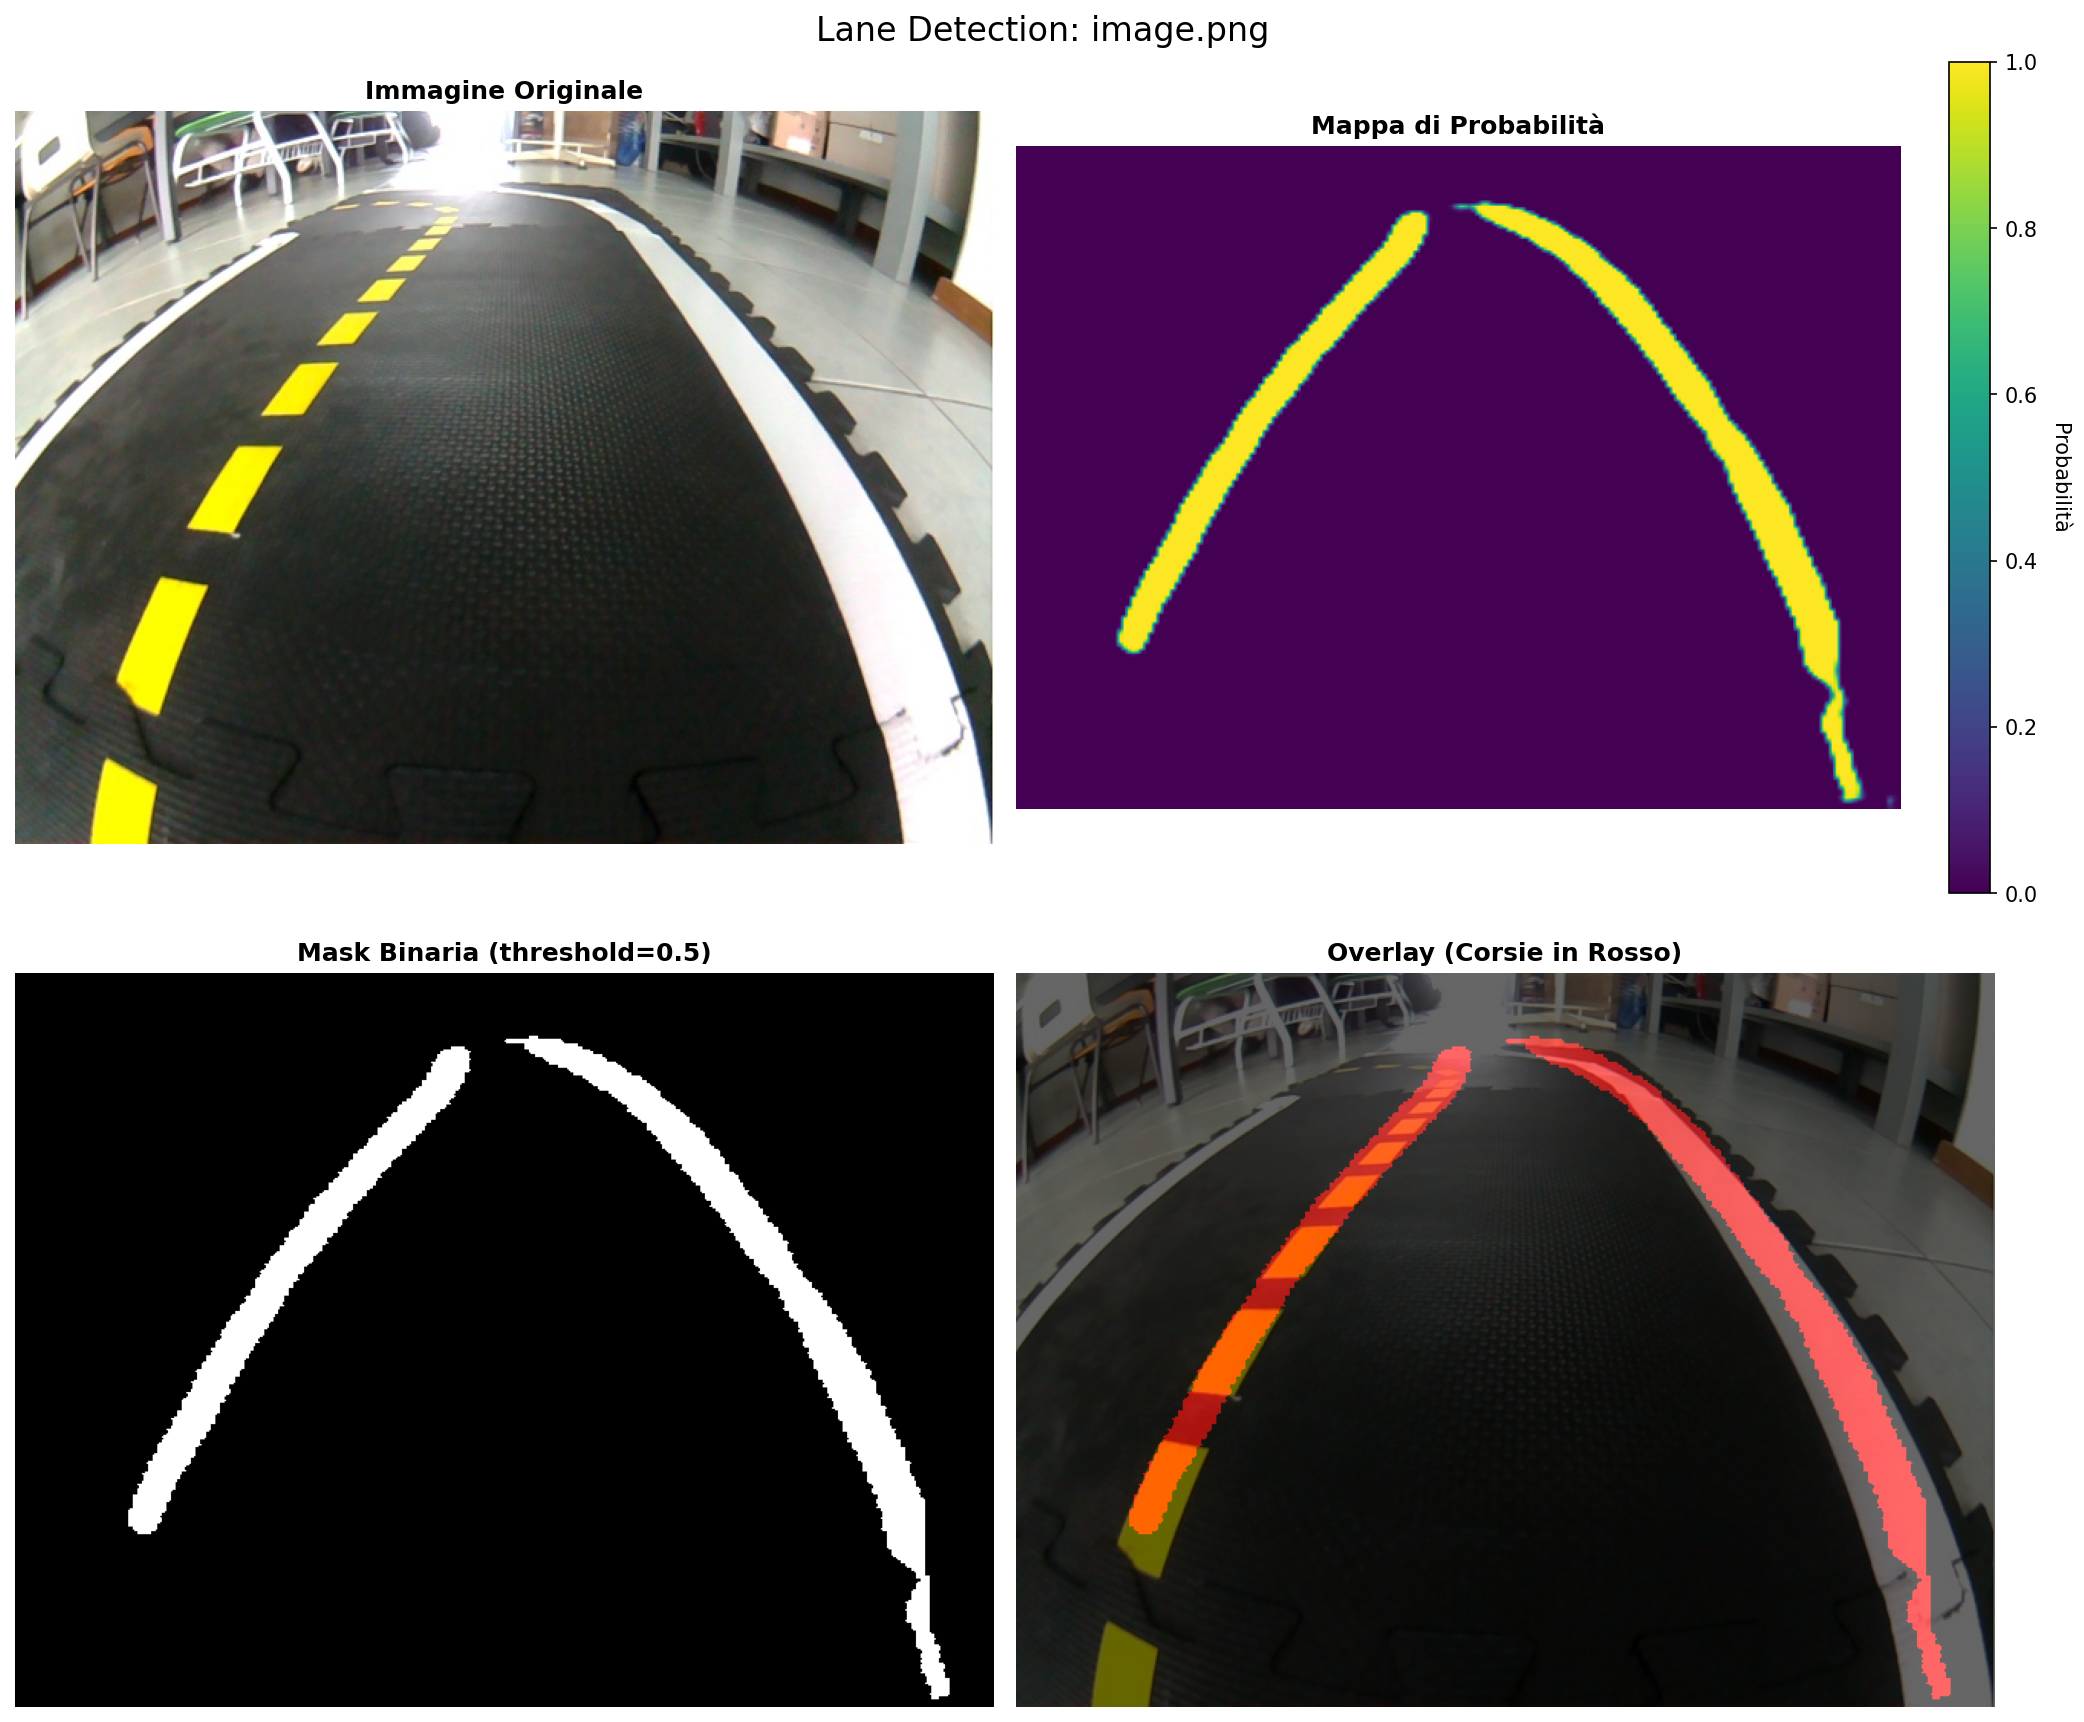 Lane Detection: image.png
Immagine Originale
Mappa di Probabilità
1.0
0.8
0.6
0.4
0.2
0.0
Probabilità
Mask Binaria (threshold=0.5)
Overlay (Corsie in Rosso)